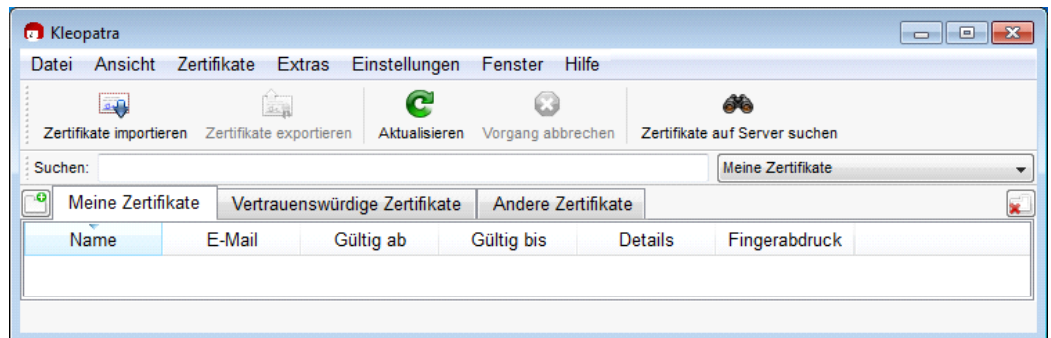 Kleopatra
Datei Ansicht Zertifikate Extras Einstellungen Fenster Hilfe
Zertifikate importieren Zertifikate exportieren Aktualisieren Vorgang abbrechen Zertifikate auf Server suchen
Suchen: Meine Zertifikate
Meine Zertifikate Vertrauenswürdige Zertifikate Andere Zertifikate
Name E-Mail Gültig ab Gültig bis Details Fingerabdruck